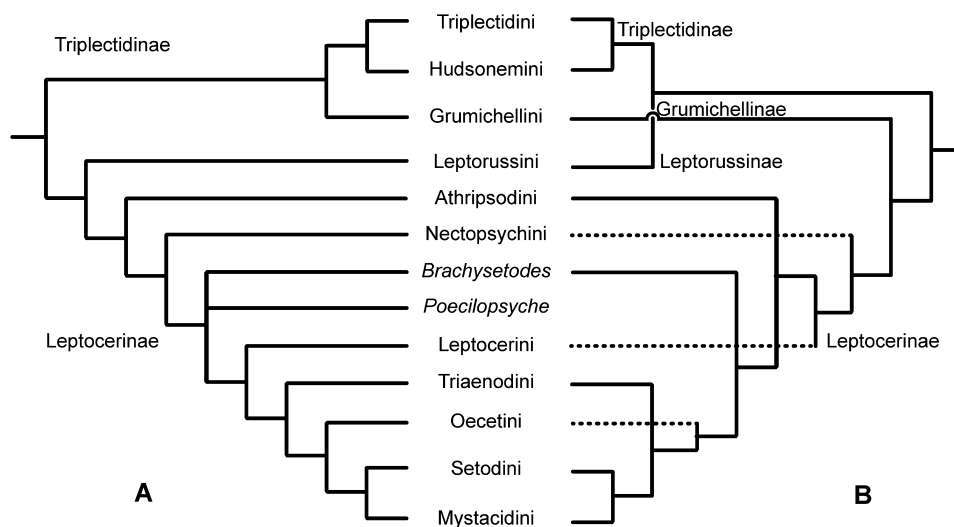 Triplectidini
Triplectidinae
Triplectidinae
Hudsonemini
Grumichellini
Grumichellinae
Leptorussini
Leptorussinae
Athripsodini
Nectopsychini
Brachysetodes
Poecilopsyche
Leptocerinae
Leptocerini
Leptocerinae
Triaenodini
Oecetini
Setodini
A
B
Mystacidini